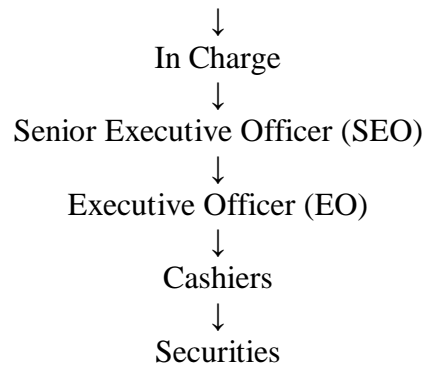 ↓
In Charge
↓
Senior Executive Officer (SEO)
↓
Executive Officer (EO)
↓
Cashiers
↓
Securities